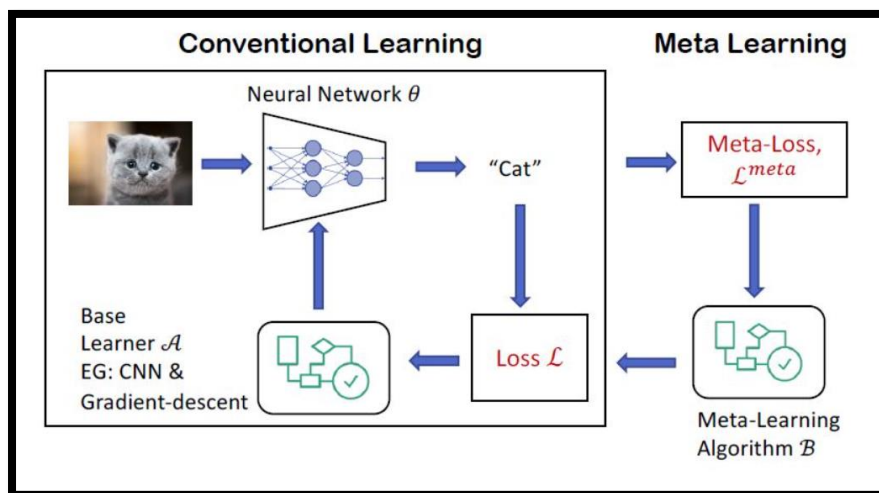 Conventional Learning
Meta Learning
Neural Network θ
“Cat”
Meta-Loss,
ℒ^meta
Base
Learner 𝒜
EG: CNN &
Gradient-descent
Loss ℒ
Meta-Learning
Algorithm ℬ